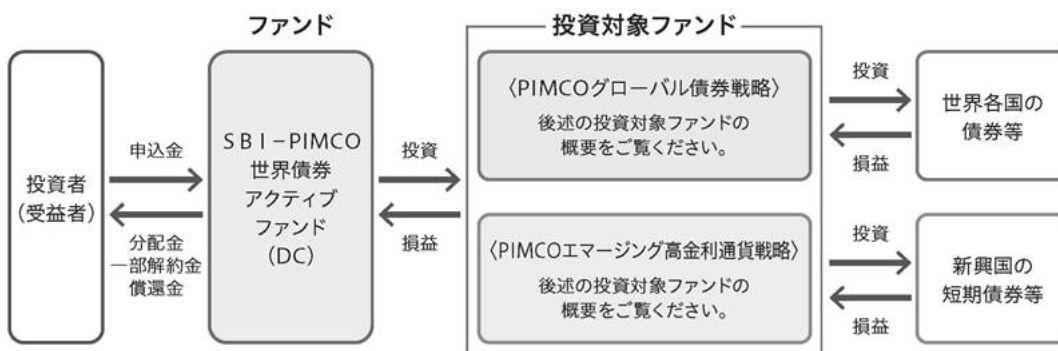 ファンド
投資対象ファンド
投資者
（受益者）
申込金
分配金
一部解約金
償還金
ＳＢＩ－PIMCO
世界債券
アクティブ
ファンド
（DC）
投資
損益
〈PIMCOグローバル債券戦略〉
後述の投資対象ファンドの
概要をご覧ください。
投資
損益
世界各国の
債券等
〈PIMCOエマージング高金利通貨戦略〉
後述の投資対象ファンドの
概要をご覧ください。
投資
損益
新興国の
短期債券等